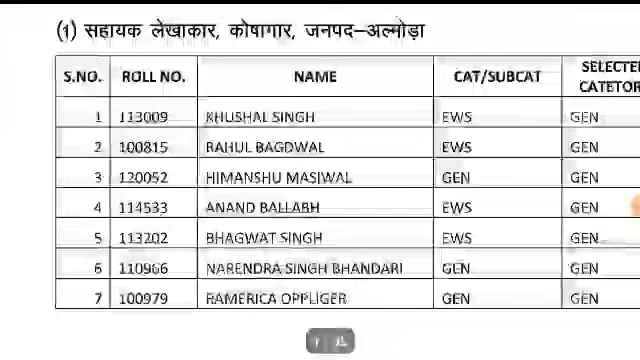 (1) सहायक लेखाकार, कोषागार, जनपद–अल्मोड़ा
S.NO. ROLL NO. NAME CAT/SUBCAT SELECTED CATETOR
1 113009 KHUSHAL SINGH EWS GEN
2 100815 RAHUL BAGDWAL EWS GEN
3 120052 HIMANSHU MASIWAL GEN GEN
4 114533 ANAND BALLABH EWS GEN
5 113202 BHAGWAT SINGH EWS GEN
6 110966 NARENDRA SINGH BHANDARI GEN GEN
7 100979 RAMERICA OPPLIGER GEN GEN